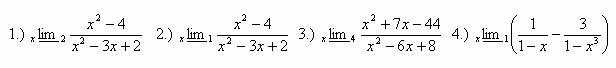 1.) x lim 2 (x² − 4)/(x² − 3x + 2) 2.) x lim 1 (x² − 4)/(x² − 3x + 2) 3.) x lim 4 (x² + 7x − 44)/(x² − 6x + 8) 4.) x lim 1 (1/(1 − x) − 3/(1 − x³))